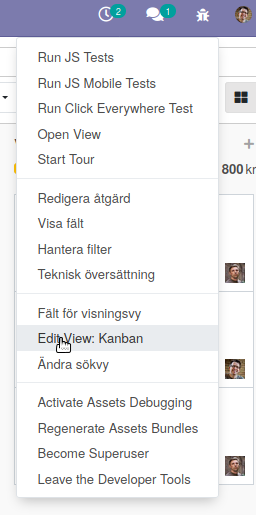 2
1
Run JS Tests
Run JS Mobile Tests
Run Click Everywhere Test
Open View
Start Tour
800 kr
Redigera åtgärd
Visa fält
Hantera filter
Teknisk översättning
Fält för visningsvy
Edit View: Kanban
Ändra sökvy
Activate Assets Debugging
Regenerate Assets Bundles
Become Superuser
Leave the Developer Tools